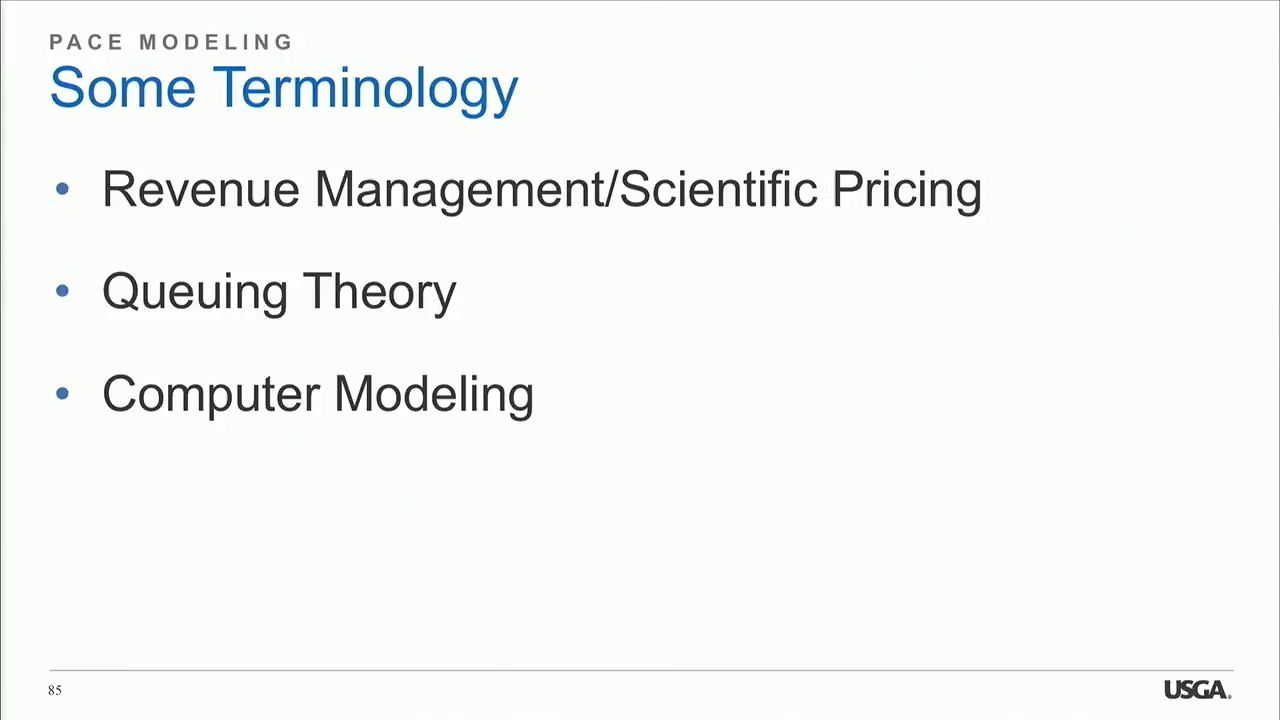 PACE MODELING
Some Terminology
• Revenue Management/Scientific Pricing
• Queuing Theory
• Computer Modeling
85
USGA.